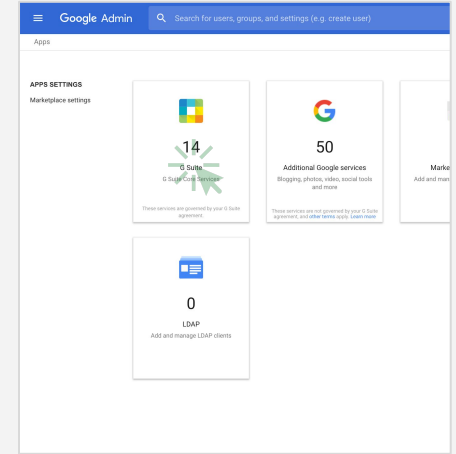 Google Admin
Search for users, groups, and settings (e.g. create user)
Apps
APPS SETTINGS
Marketplace settings
14
G Suite
G Suite Core Services
These services are governed by your G Suite
agreement.
50
Additional Google services
Blogging, photos, video, social tools
and more
These services are not governed by your G Suite
agreement, and other terms apply. Learn more
Marke
Add and man
0
LDAP
Add and manage LDAP clients